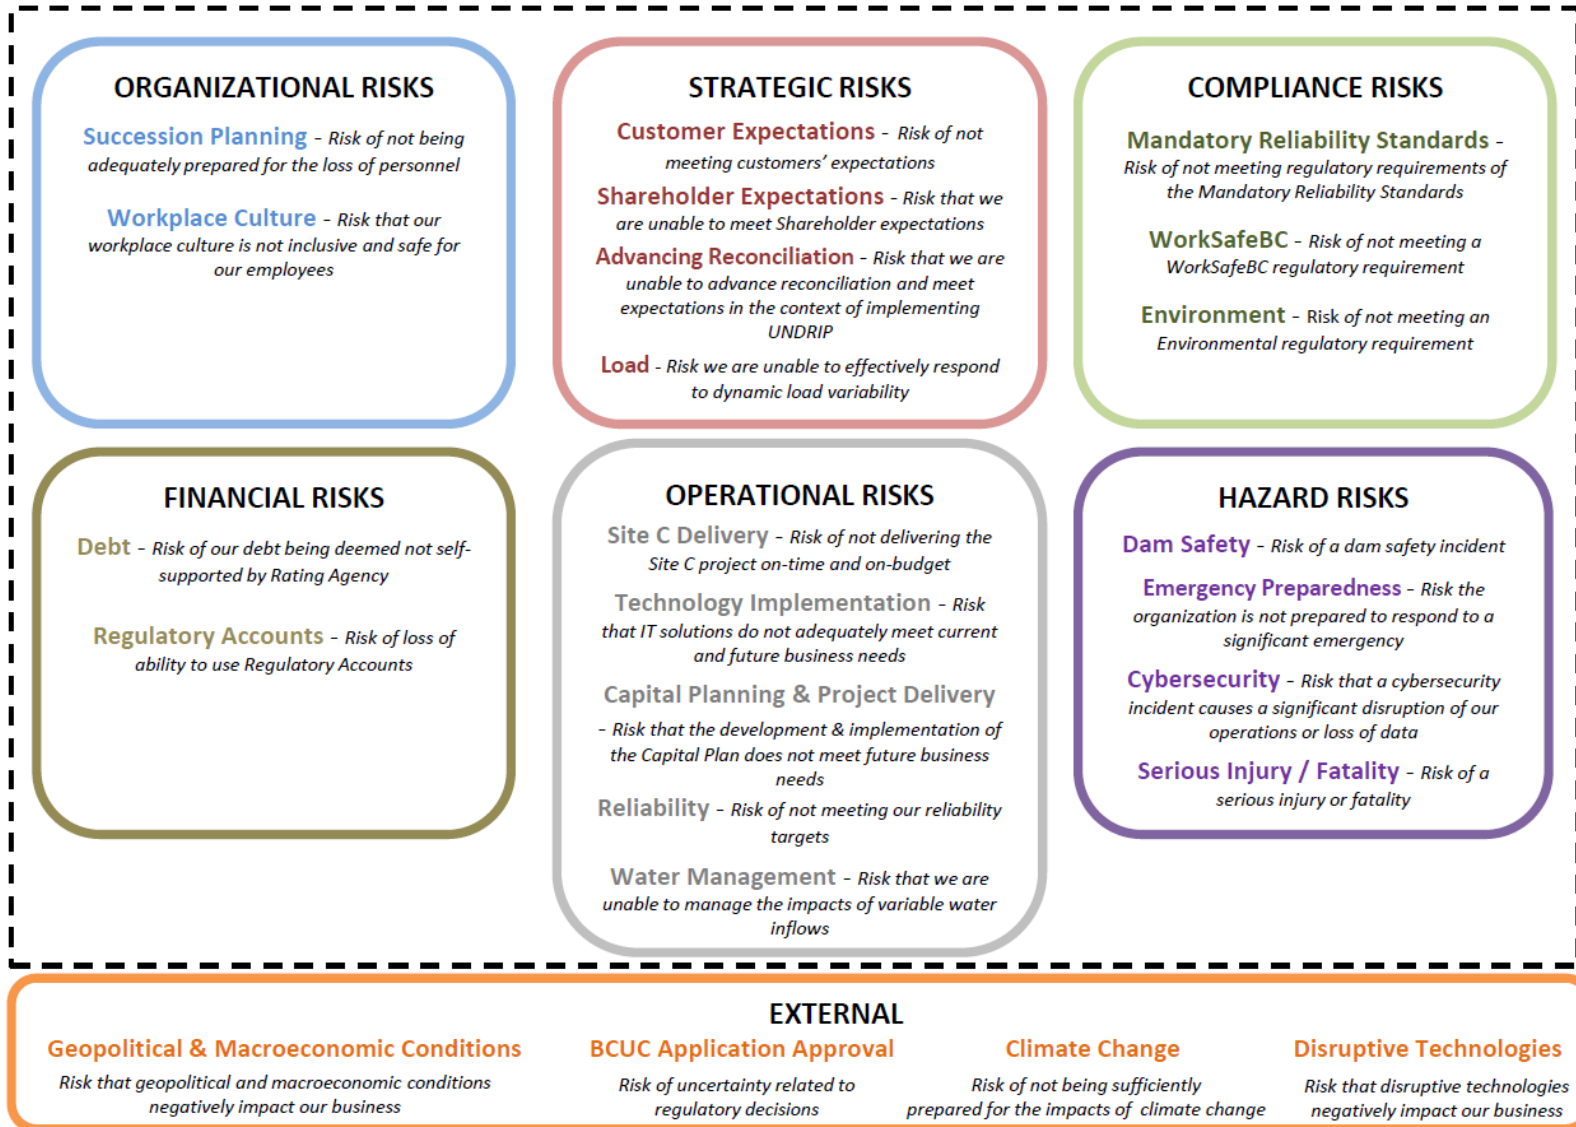 ORGANIZATIONAL RISKS
Succession Planning - Risk of not being
adequately prepared for the loss of personnel
Workplace Culture - Risk that our
workplace culture is not inclusive and safe for
our employees
STRATEGIC RISKS
Customer Expectations - Risk of not
meeting customers' expectations
Shareholder Expectations - Risk that we
are unable to meet Shareholder expectations
Advancing Reconciliation - Risk that we are
unable to advance reconciliation and meet
expectations in the context of implementing
UNDRIP
Load - Risk we are unable to effectively respond
to dynamic load variability
COMPLIANCE RISKS
Mandatory Reliability Standards -
Risk of not meeting regulatory requirements of
the Mandatory Reliability Standards
WorkSafeBC - Risk of not meeting a
WorkSafeBC regulatory requirement
Environment - Risk of not meeting an
Environmental regulatory requirement
FINANCIAL RISKS
Debt - Risk of our debt being deemed not self-
supported by Rating Agency
Regulatory Accounts - Risk of loss of
ability to use Regulatory Accounts
OPERATIONAL RISKS
Site C Delivery - Risk of not delivering the
Site C project on-time and on-budget
Technology Implementation - Risk
that IT solutions do not adequately meet current
and future business needs
Capital Planning & Project Delivery
- Risk that the development & implementation of
the Capital Plan does not meet future business
needs
Reliability - Risk of not meeting our reliability
targets
Water Management - Risk that we are
unable to manage the impacts of variable water
inflows
HAZARD RISKS
Dam Safety - Risk of a dam safety incident
Emergency Preparedness - Risk the
organization is not prepared to respond to a
significant emergency
Cybersecurity - Risk that a cybersecurity
incident causes a significant disruption of our
operations or loss of data
Serious Injury / Fatality - Risk of a
serious injury or fatality
EXTERNAL
Geopolitical & Macroeconomic Conditions
Risk that geopolitical and macroeconomic conditions
negatively impact our business
BCUC Application Approval
Risk of uncertainty related to
regulatory decisions
Climate Change
Risk of not being sufficiently
prepared for the impacts of climate change
Disruptive Technologies
Risk that disruptive technologies
negatively impact our business